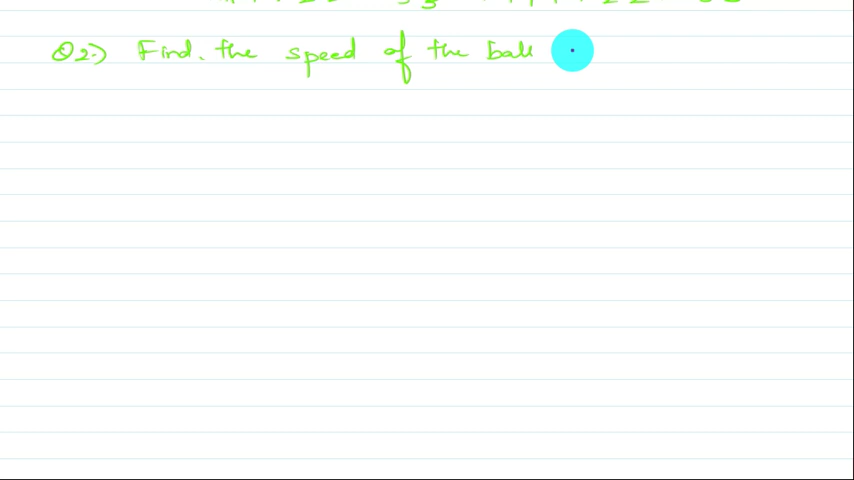 Q2.) Find. the speed of the ball